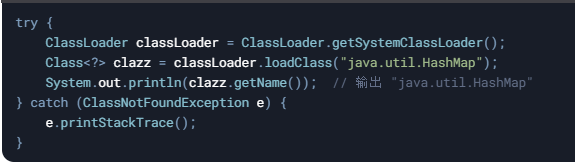 try {
    ClassLoader classLoader = ClassLoader.getSystemClassLoader();
    Class<?> clazz = classLoader.loadClass("java.util.HashMap");
    System.out.println(clazz.getName());  // 输出 "java.util.HashMap"
} catch (ClassNotFoundException e) {
    e.printStackTrace();
}